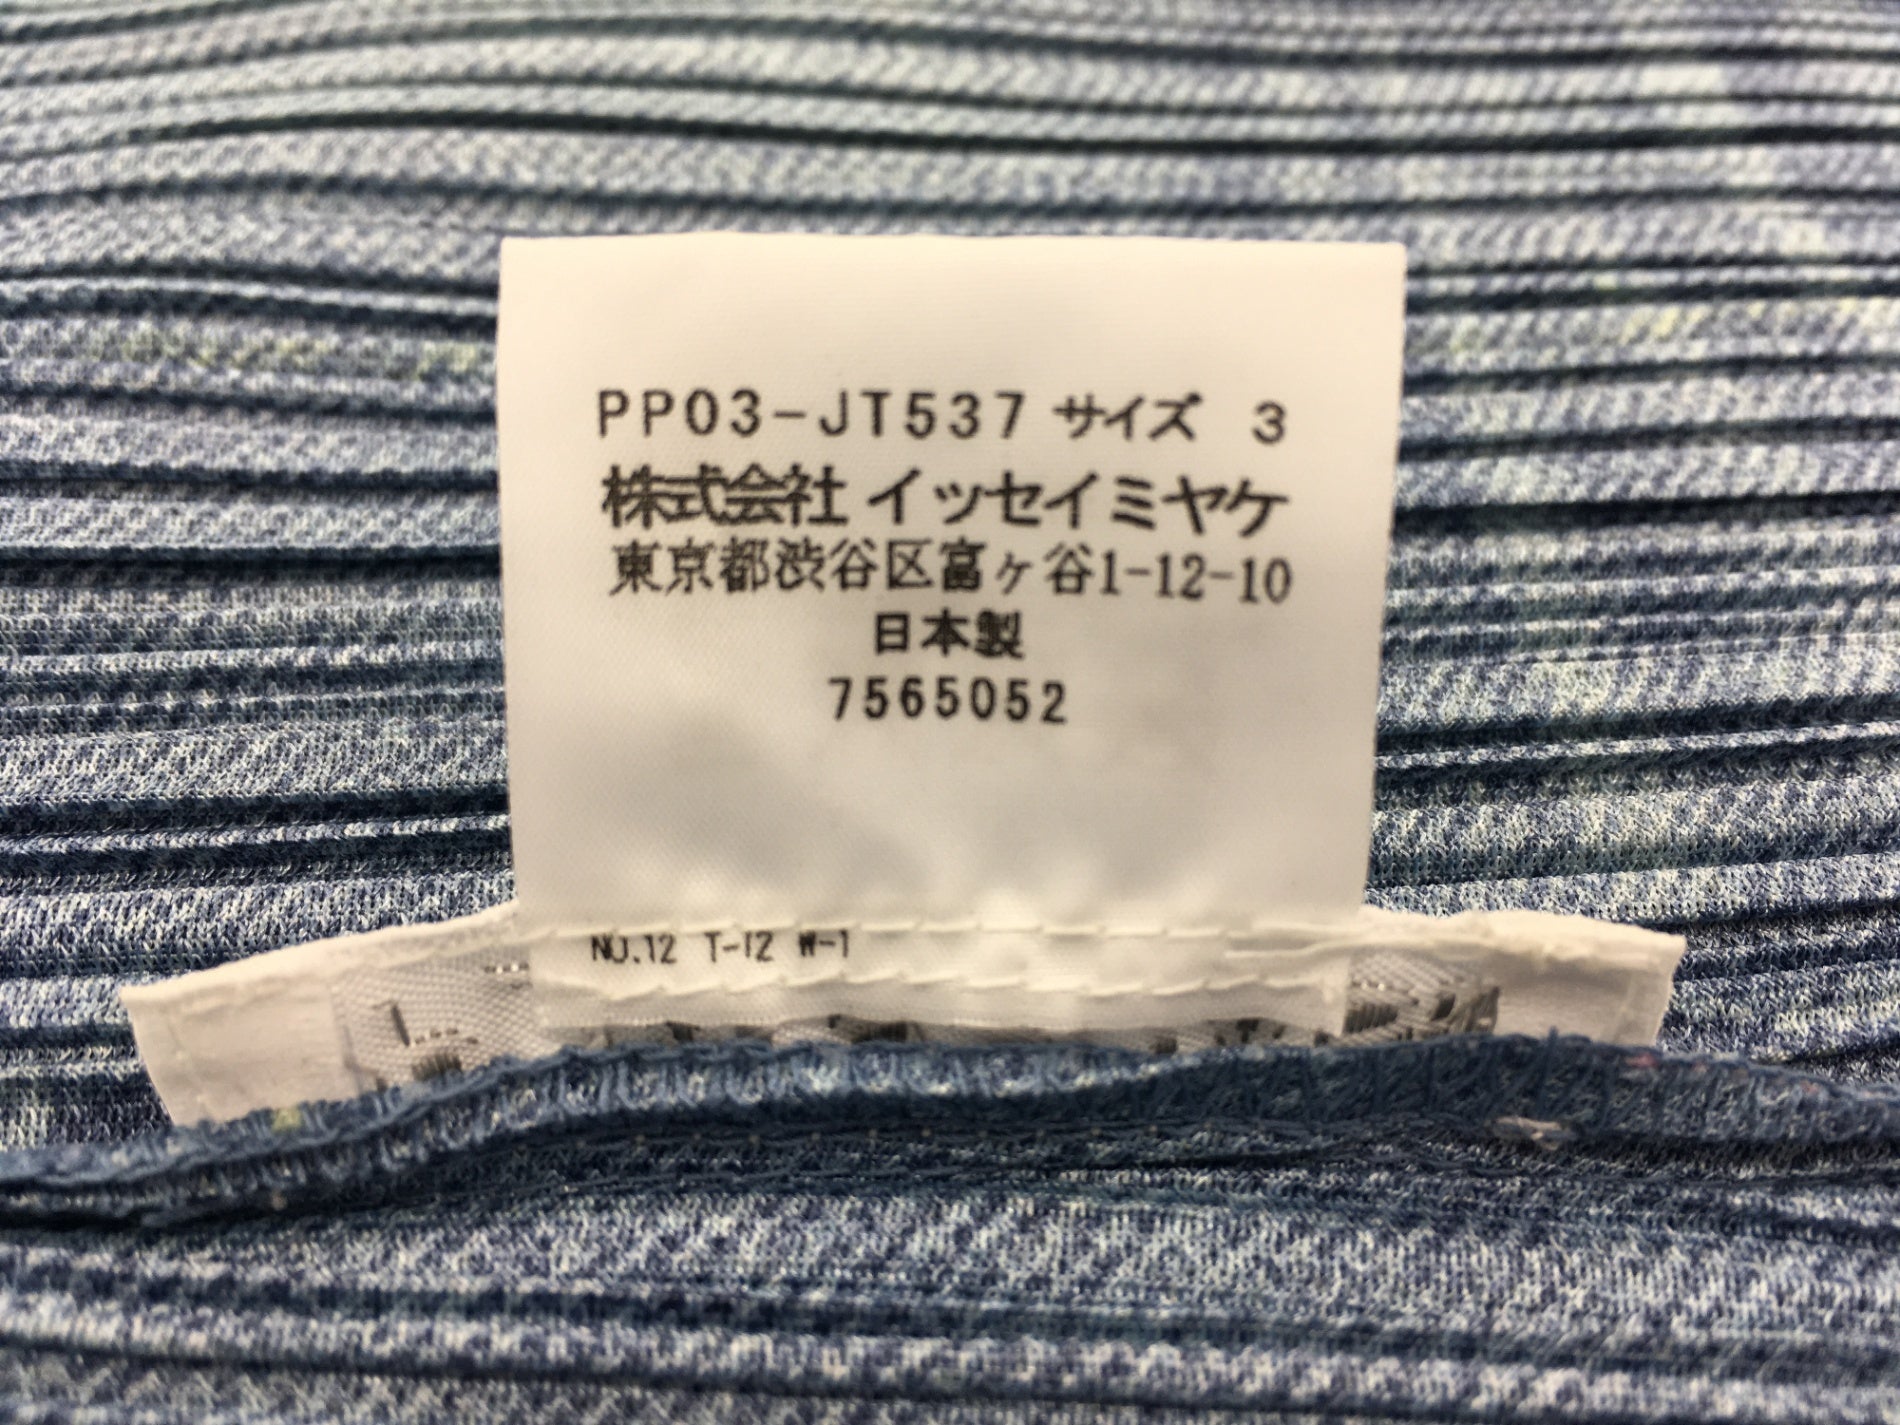 PP03-JT537 サイズ 3
株式会社 イッセイミヤケ
東京都渋谷区富ヶ谷1-12-10
日本製
7565052
NO.12 T-12 W-1